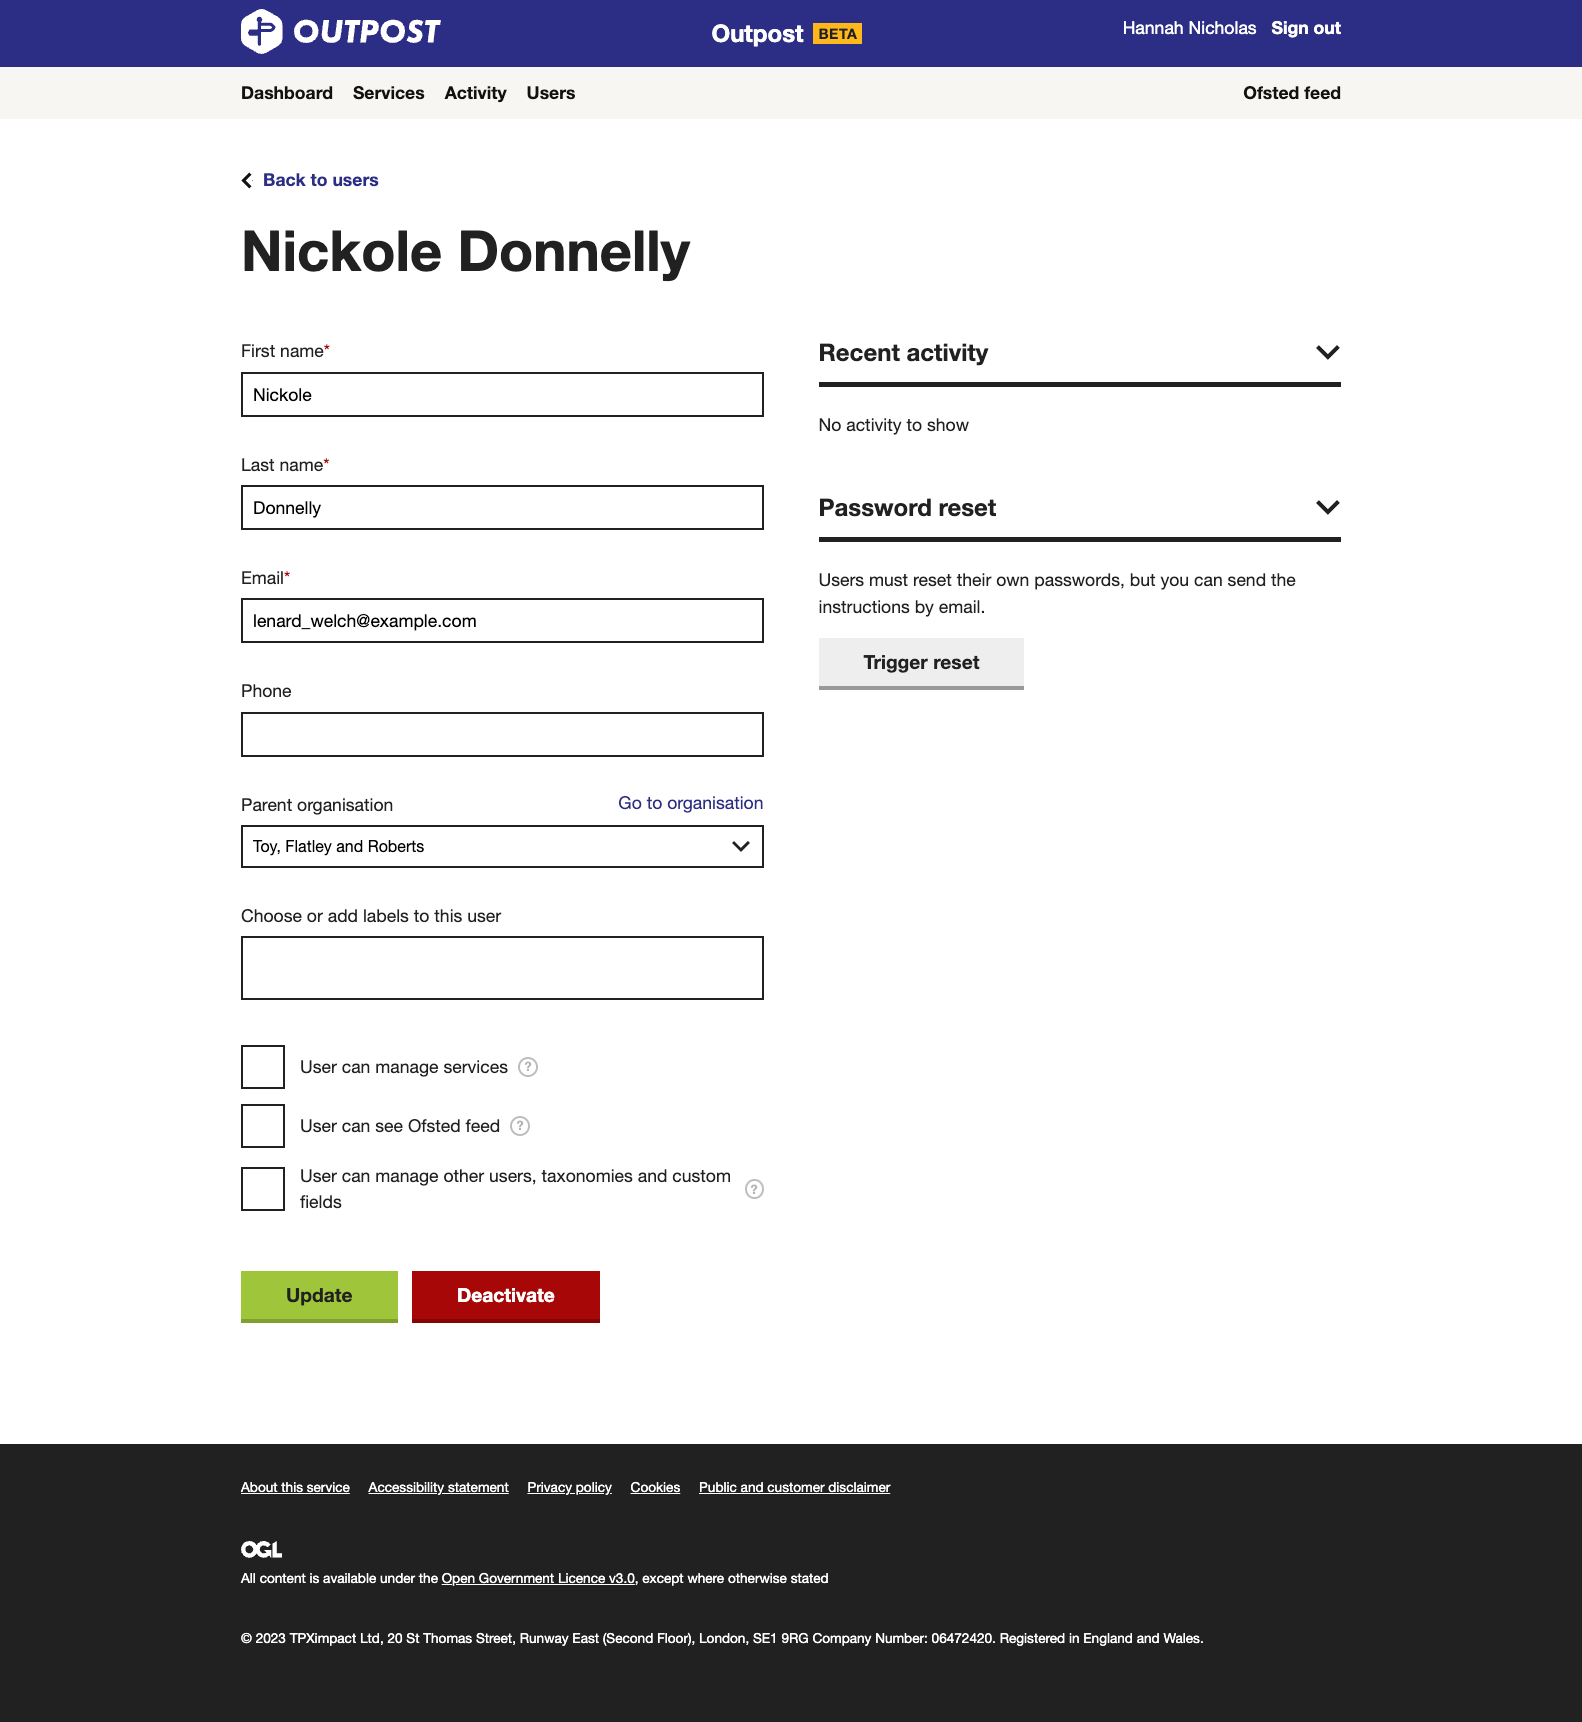 OUTPOST
Outpost BETA
Hannah Nicholas Sign out
Dashboard Services Activity Users Ofsted feed
Back to users
Nickole Donnelly
First name*
Nickole
Last name*
Donnelly
Email*
lenard_welch@example.com
Phone
Parent organisation Go to organisation
Toy, Flatley and Roberts
Choose or add labels to this user
User can manage services ?
User can see Ofsted feed ?
User can manage other users, taxonomies and custom
fields ?
Update Deactivate
Recent activity
No activity to show
Password reset
Users must reset their own passwords, but you can send the
instructions by email.
Trigger reset
About this service Accessibility statement Privacy policy Cookies Public and customer disclaimer
OGL
All content is available under the Open Government Licence v3.0, except where otherwise stated
© 2023 TPXimpact Ltd, 20 St Thomas Street, Runway East (Second Floor), London, SE1 9RG Company Number: 06472420. Registered in England and Wales.